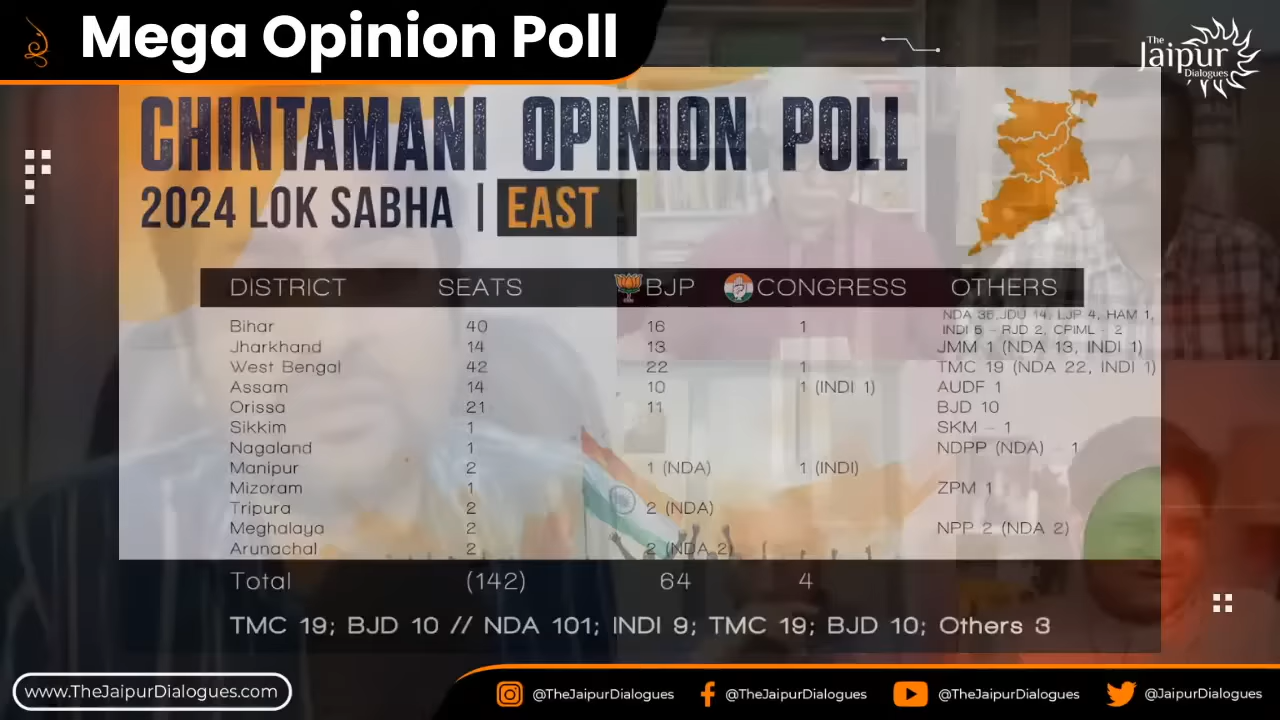 Mega Opinion Poll
The
Jaipur
Dialogues
CHINTAMANI OPINION POLL
2024 LOK SABHA | EAST
DISTRICT SEATS BJP CONGRESS OTHERS
Bihar 40 16 1 NDA 36,JDU 14, LJP 4, HAM 1,
INDI 5 - RJD 2, CPIML - 2
Jharkhand 14 13 JMM 1 (NDA 13, INDI 1)
West Bengal 42 22 1 TMC 19 (NDA 22, INDI 1)
Assam 14 10 1 (INDI 1) AUDF 1
Orissa 21 11 BJD 10
Sikkim 1 SKM - 1
Nagaland 1 NDPP (NDA) - 1
Manipur 2 1 (NDA) 1 (INDI)
Mizoram 1 ZPM 1
Tripura 2 2 (NDA)
Meghalaya 2 NPP 2 (NDA 2)
Arunachal 2 2 (NDA 2)
Total (142) 64 4
TMC 19; BJD 10 // NDA 101; INDI 9; TMC 19; BJD 10; Others 3
www.TheJaipurDialogues.com @TheJaipurDialogues @TheJaipurDialogues @TheJaipurDialogues @JaipurDialogues